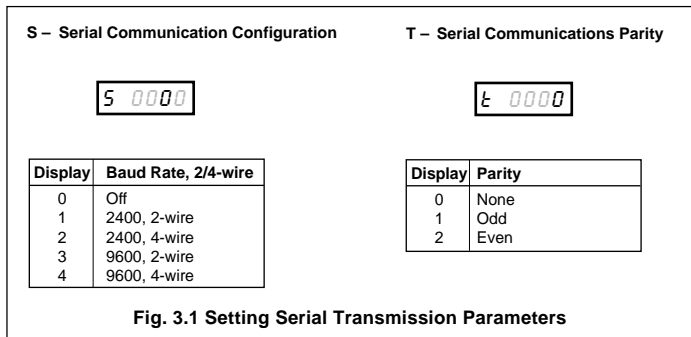 S – Serial Communication Configuration
T – Serial Communications Parity
S 0000
t 0000
Display Baud Rate, 2/4-wire
0 Off
1 2400, 2-wire
2 2400, 4-wire
3 9600, 2-wire
4 9600, 4-wire
Display Parity
0 None
1 Odd
2 Even
Fig. 3.1 Setting Serial Transmission Parameters